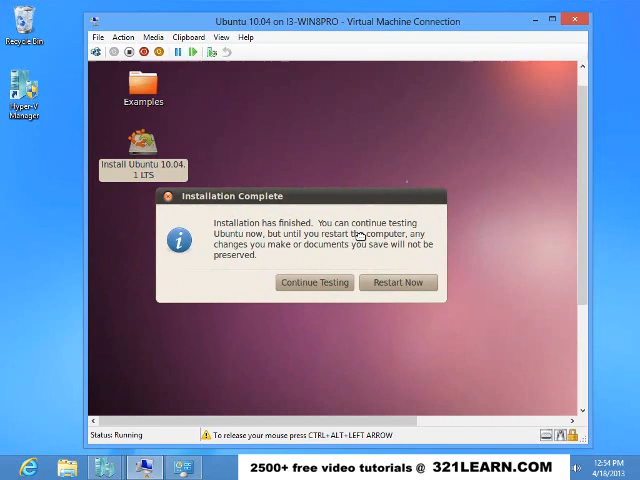 Recycle Bin
Hyper-V
Manager
Ubuntu 10.04 on I3-WIN8PRO - Virtual Machine Connection
File Action Media Clipboard View Help
Examples
Install Ubuntu 10.04.
1 LTS
Installation Complete
Installation has finished. You can continue testing
Ubuntu now, but until you restart the computer, any
changes you make or documents you save will not be
preserved.
Continue Testing Restart Now
Status: Running
To release your mouse press CTRL+ALT+LEFT ARROW
2500+ free video tutorials @ 321LEARN.COM
12:54 PM
4/18/2013